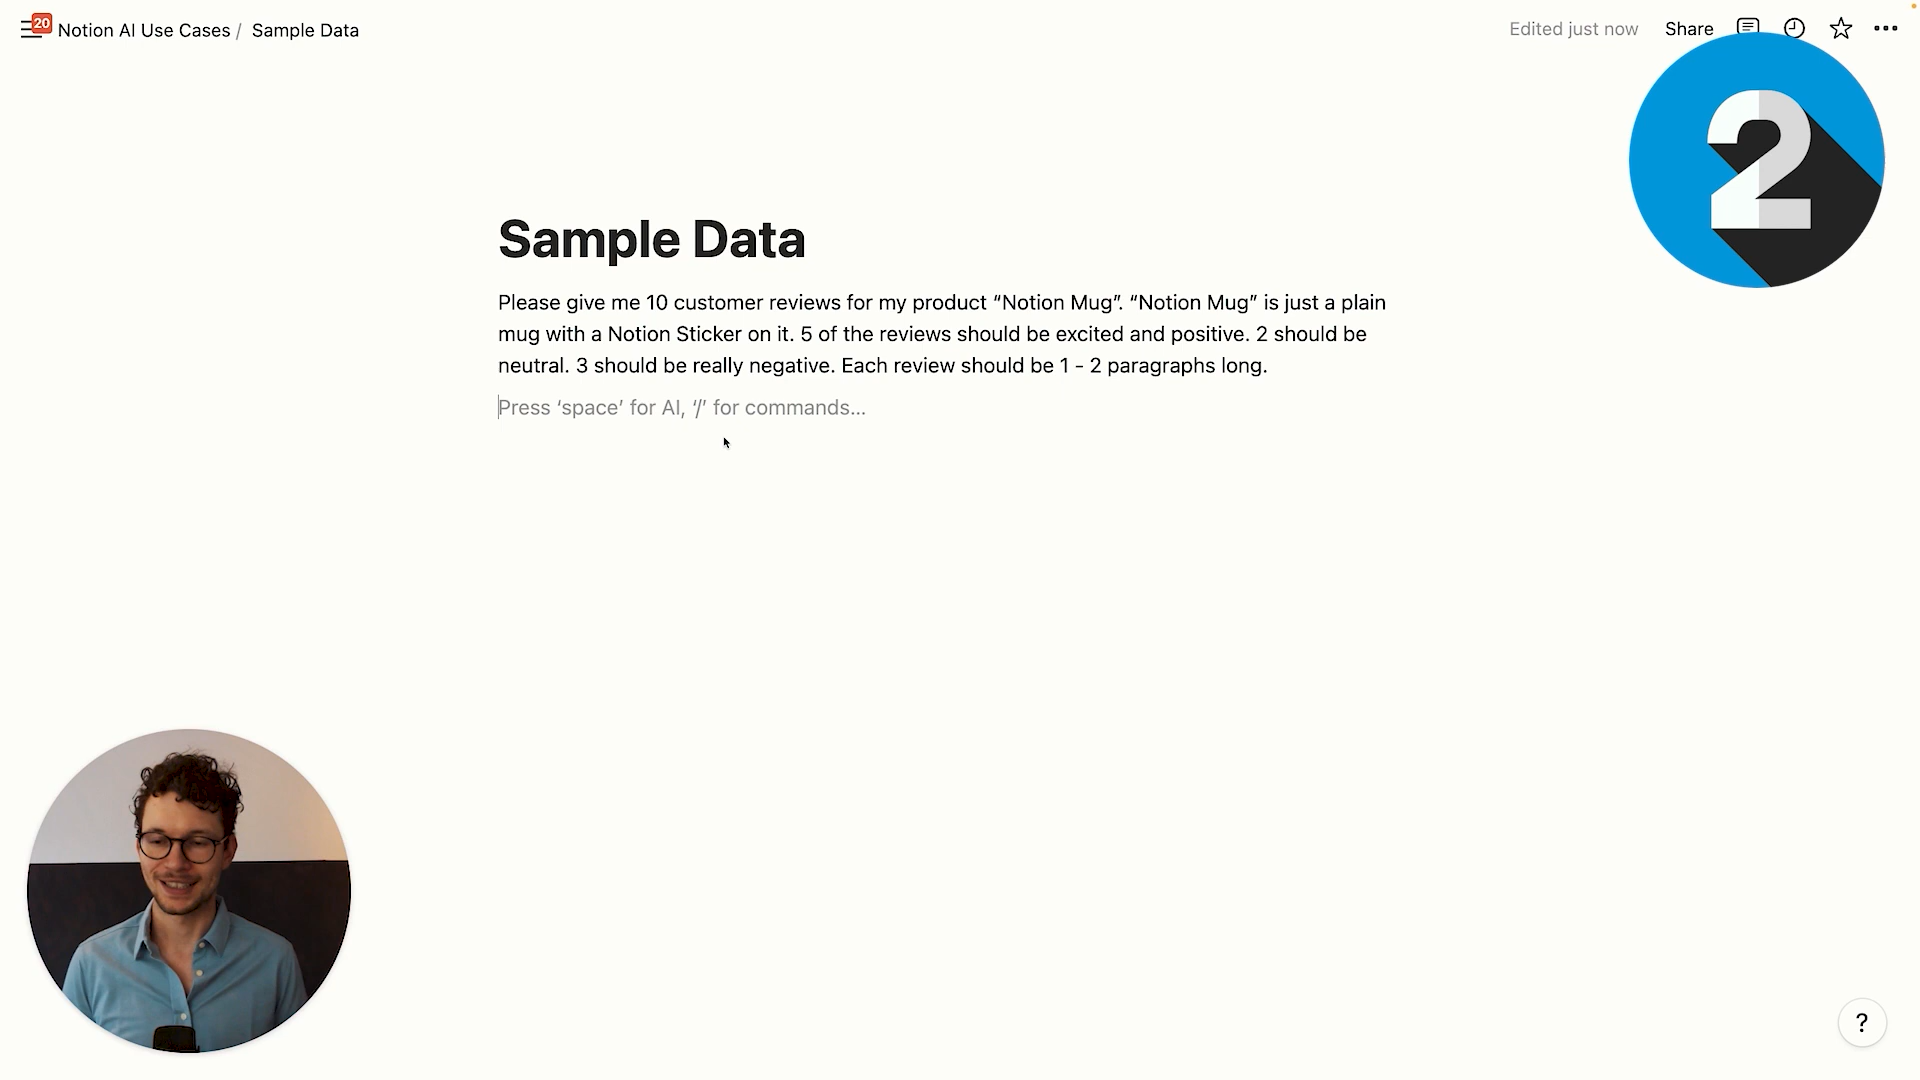 20
Notion AI Use Cases / Sample Data
Edited just now
Share
2
Sample Data
Please give me 10 customer reviews for my product “Notion Mug”. “Notion Mug” is just a plain
mug with a Notion Sticker on it. 5 of the reviews should be excited and positive. 2 should be
neutral. 3 should be really negative. Each review should be 1 - 2 paragraphs long.
Press ‘space’ for AI, ‘/’ for commands...
?